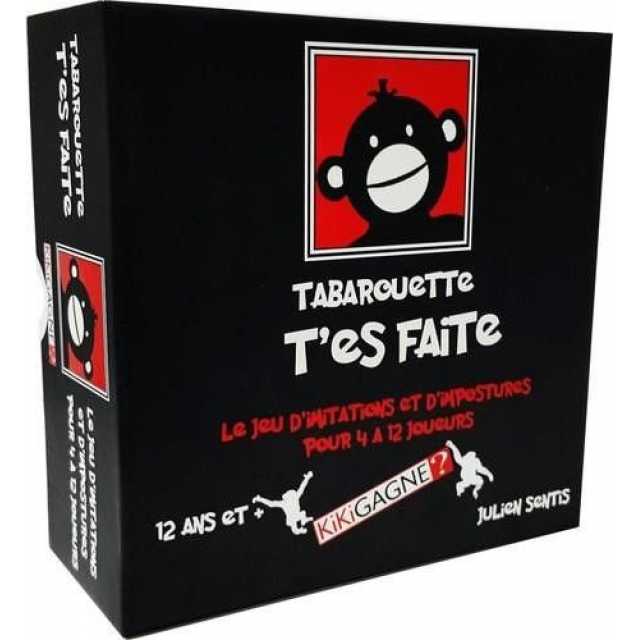 TABAROUETTE
T'ES FAITE
LE JEU D'IMITATIONS ET D'IMPOSTURES
POUR 4 A 12 JOUEURS
12 ANS ET +
KiKiGAGNE?
JULIEN SENTIS
TABAROUETTE
T'ES FAITE
KiKiGAGNE?
LE JEU D'IMITATIONS
ET D'IMPOSTURES
POUR 4 A 12 JOUEURS